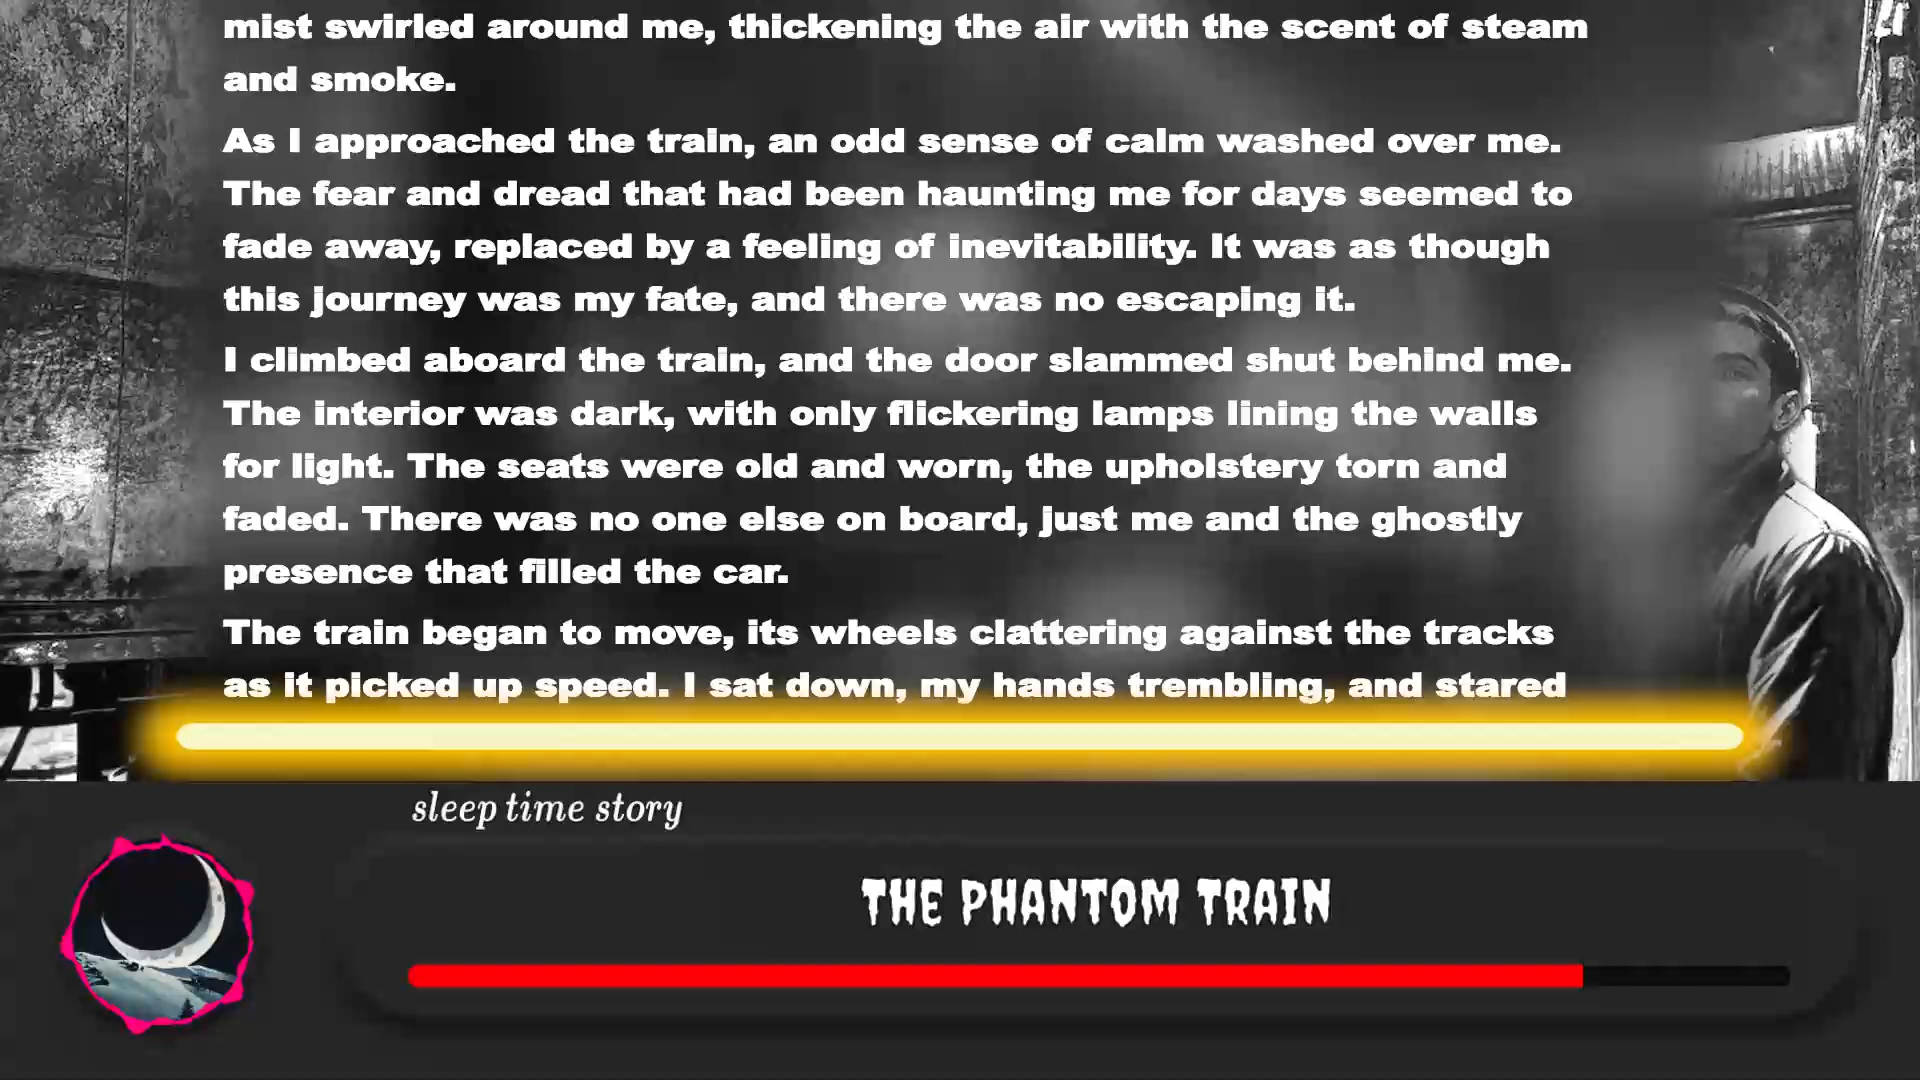 mist swirled around me, thickening the air with the scent of steam
and smoke.
As I approached the train, an odd sense of calm washed over me.
The fear and dread that had been haunting me for days seemed to
fade away, replaced by a feeling of inevitability. It was as though
this journey was my fate, and there was no escaping it.
I climbed aboard the train, and the door slammed shut behind me.
The interior was dark, with only flickering lamps lining the walls
for light. The seats were old and worn, the upholstery torn and
faded. There was no one else on board, just me and the ghostly
presence that filled the car.
The train began to move, its wheels clattering against the tracks
as it picked up speed. I sat down, my hands trembling, and stared
sleep time story
THE PHANTOM TRAIN